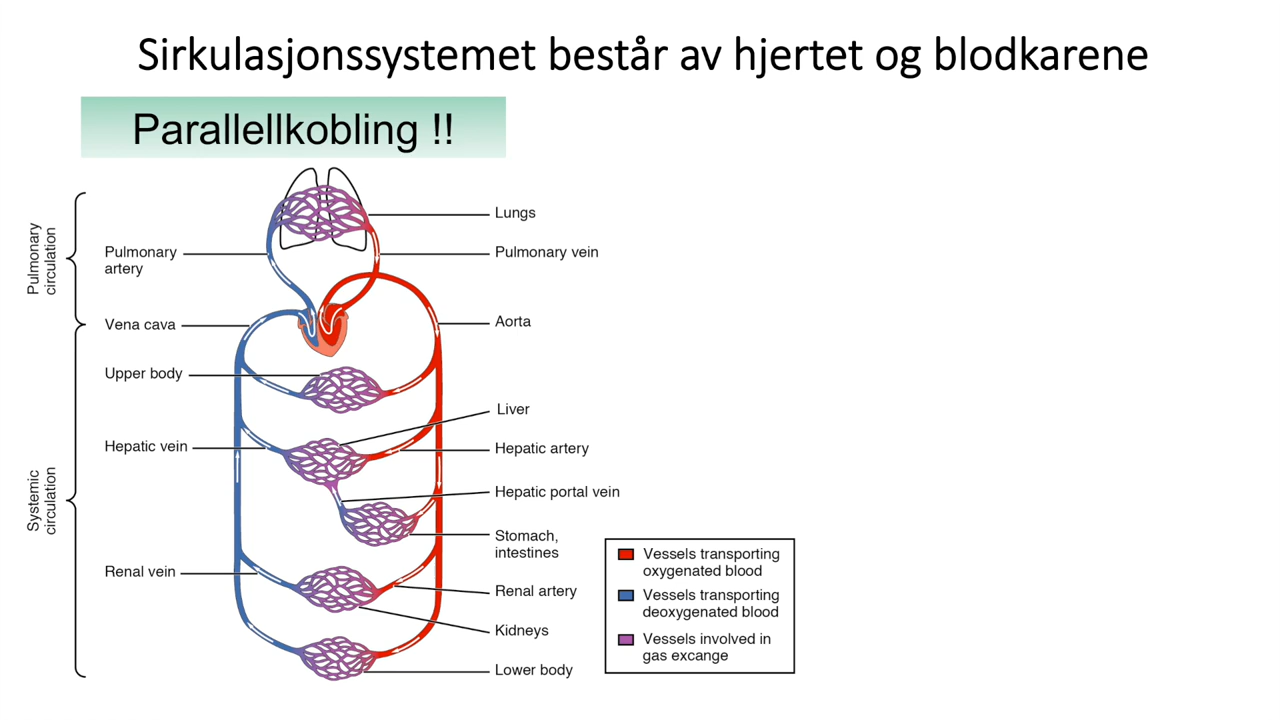 Sirkulasjonssystemet består av hjertet og blodkarene
Parallellkobling !!
Pulmonary
circulation
Systemic
circulation
Pulmonary
artery
Vena cava
Upper body
Hepatic vein
Renal vein
Lungs
Pulmonary vein
Aorta
Liver
Hepatic artery
Hepatic portal vein
Stomach,
intestines
Renal artery
Kidneys
Lower body
Vessels transporting
oxygenated blood
Vessels transporting
deoxygenated blood
Vessels involved in
gas excange